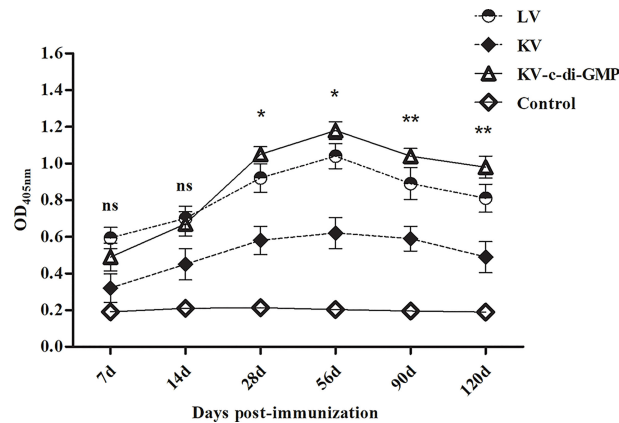 LV
KV
KV-c-di-GMP
Control
1.6
1.4
1.2
1.0
0.8
0.6
0.4
0.2
0.0
OD405nm
ns
ns
*
*
**
**
7d
14d
28d
56d
90d
120d
Days post-immunization